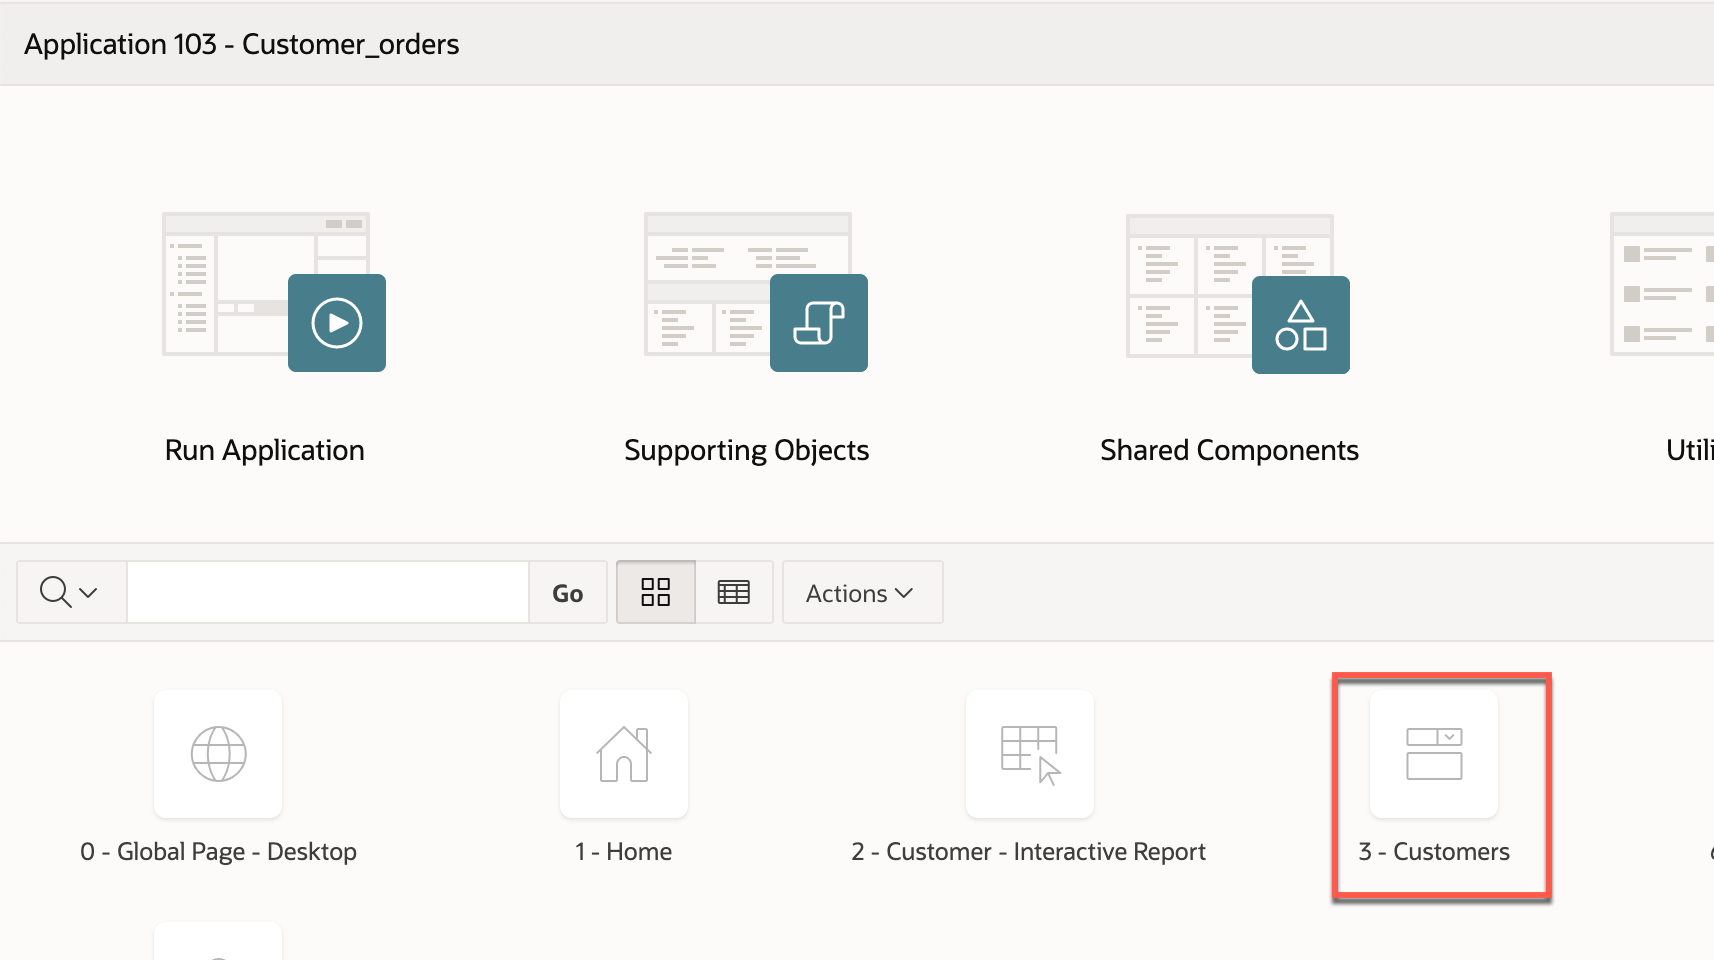 Application 103 - Customer_orders
Run Application
Supporting Objects
Shared Components
Go
Actions
0 - Global Page - Desktop
1 - Home
2 - Customer - Interactive Report
3 - Customers